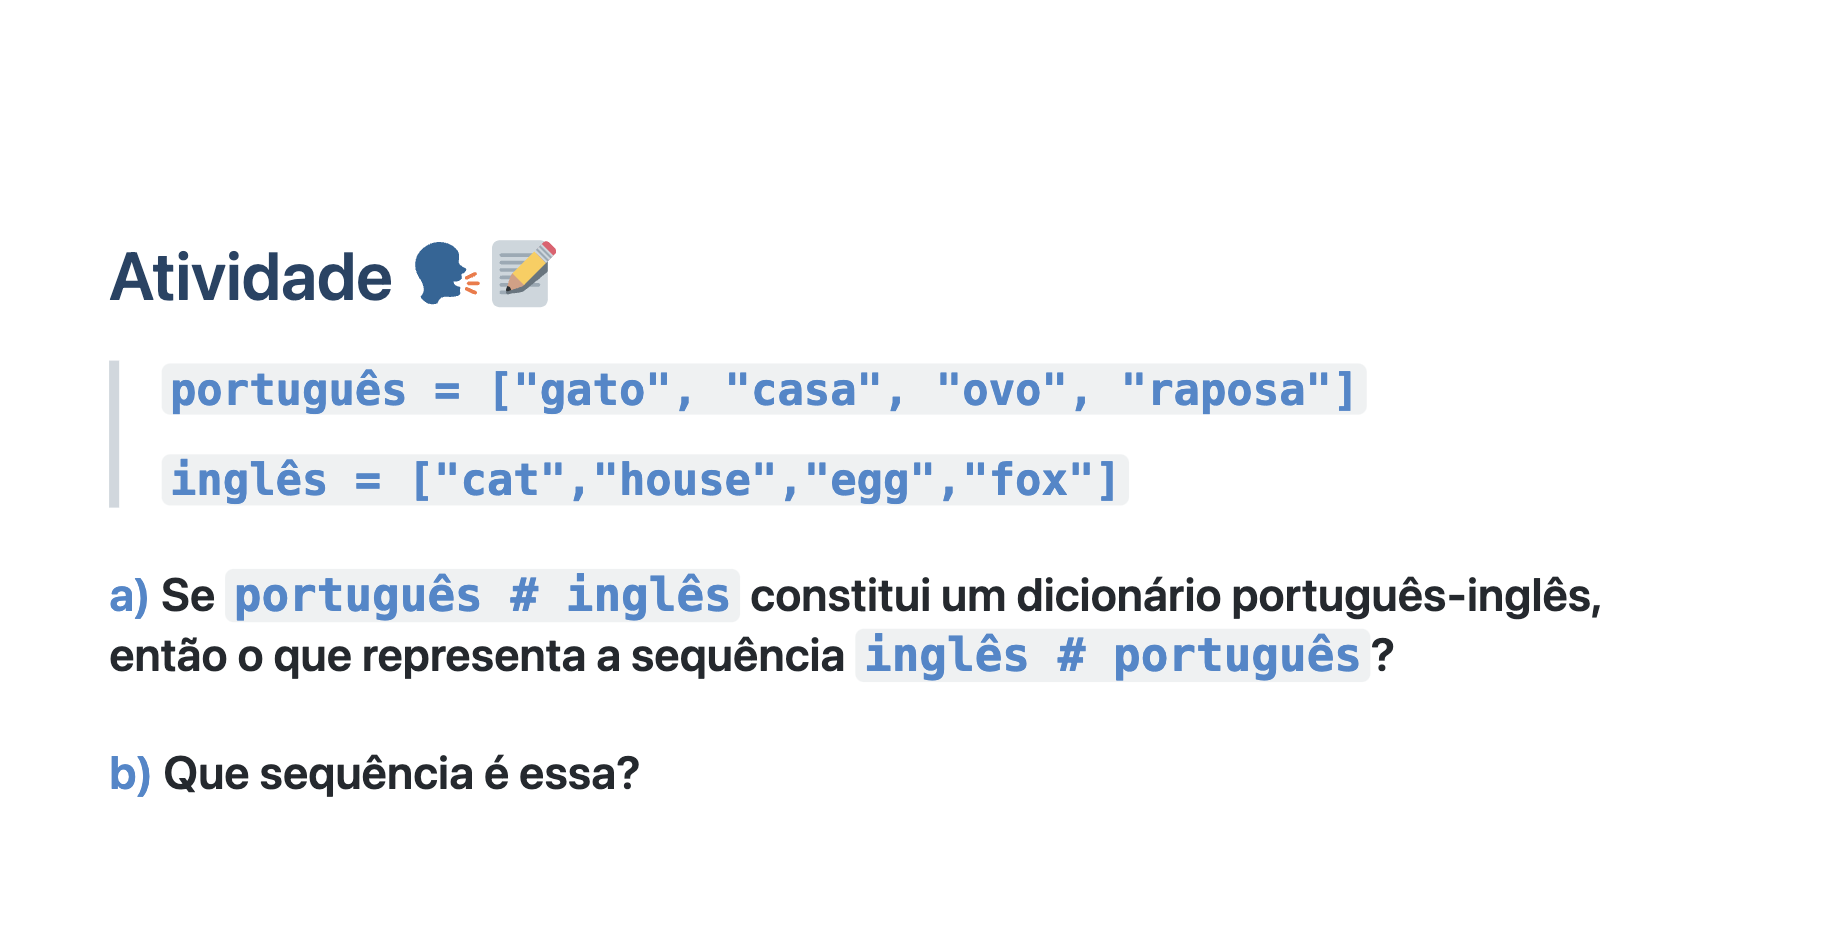 Atividade 🗣️📝
português = ["gato", "casa", "ovo", "raposa"]
inglês = ["cat","house","egg","fox"]
a) Se português # inglês constitui um dicionário português-inglês,
então o que representa a sequência inglês # português?
b) Que sequência é essa?